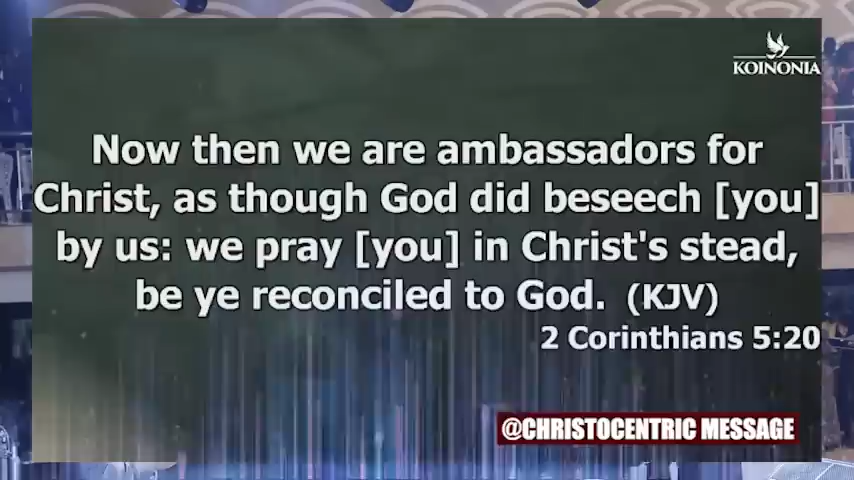 KOINONIA
Now then we are ambassadors for
Christ, as though God did beseech [you]
by us: we pray [you] in Christ's stead,
be ye reconciled to God. (KJV)
2 Corinthians 5:20
@CHRISTOCENTRIC MESSAGE